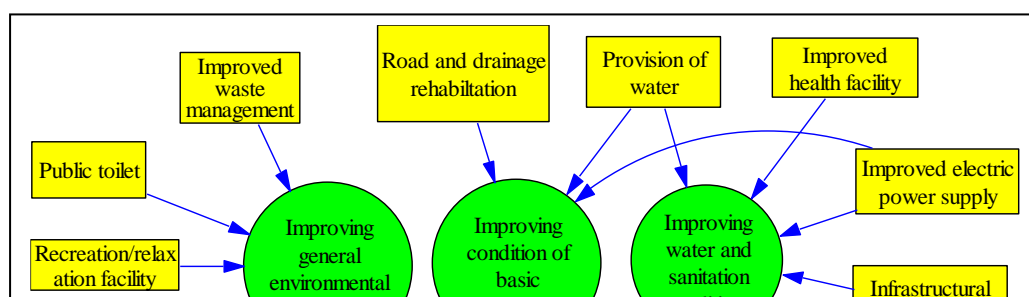 Road and drainage
rehabiltation
Provision of
water
Improved
health facility
Improved
waste
management
Public toilet
Improved electric
power supply
Recreation/relax
ation facility
Improving
general
environmental
Improving
condition of
basic
Improving
water and
sanitation
Infrastructural